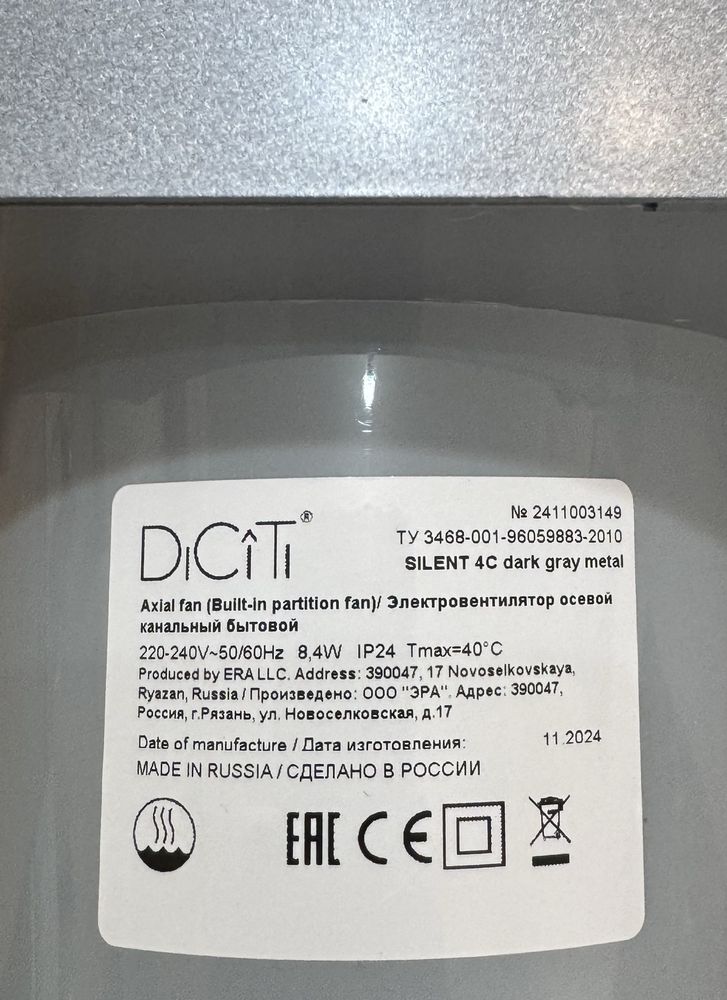 DiCiTi®
№ 2411003149
ТУ 3468-001-96059883-2010
SILENT 4C dark gray metal
Axial fan (Built-in partition fan)/ Электровентилятор осевой
канальный бытовой
220-240V~50/60Hz 8,4W IP24 Tmax=40°C
Produced by ERA LLC. Address: 390047, 17 Novoselkovskaya,
Ryazan, Russia / Произведено: ООО "ЭРА". Адрес: 390047,
Россия, г.Рязань, ул. Новоселковская, д.17
Date of manufacture / Дата изготовления: 11.2024
MADE IN RUSSIA / СДЕЛАНО В РОССИИ
EAC CE